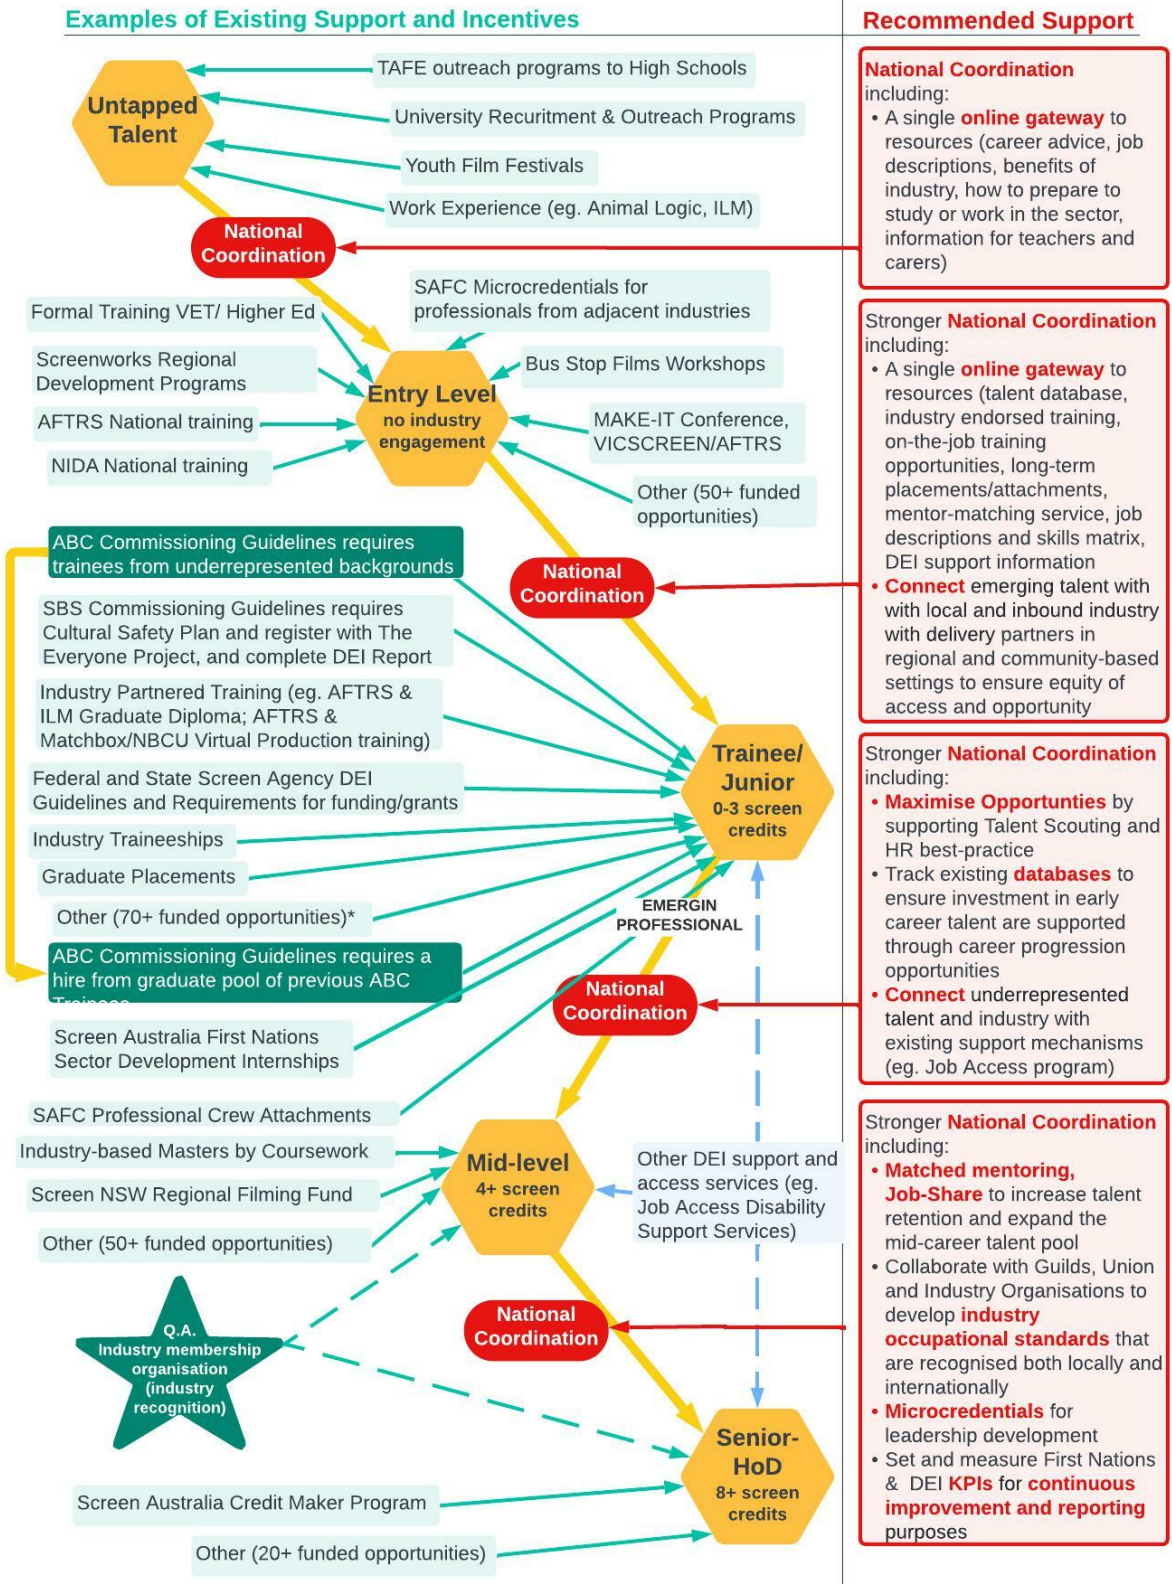 Examples of Existing Support and Incentives
Recommended Support
Untapped
Talent
TAFE outreach programs to High Schools
University Recuritment & Outreach Programs
Youth Film Festivals
Work Experience (eg. Animal Logic, ILM)
National
Coordination
National Coordination
including:
• A single online gateway to
resources (career advice, job
descriptions, benefits of
industry, how to prepare to
study or work in the sector,
information for teachers and
carers)
Formal Training VET/ Higher Ed
Screenworks Regional
Development Programs
AFTRS National training
NIDA National training
SAFC Microcredentials for
professionals from adjacent industries
Bus Stop Films Workshops
MAKE-IT Conference,
VICSCREEN/AFTRS
Other (50+ funded
opportunities)
Entry Level
no industry
engagement
National
Coordination
Stronger National Coordination
including:
• A single online gateway to
resources (talent database,
industry endorsed training,
on-the-job training
opportunities, long-term
placements/attachments,
mentor-matching service, job
descriptions and skills matrix,
DEI support information
• Connect emerging talent with
with local and inbound industry
with delivery partners in
regional and community-based
settings to ensure equity of
access and opportunity
ABC Commissioning Guidelines requires
trainees from underrepresented backgrounds
SBS Commissioning Guidelines requires
Cultural Safety Plan and register with The
Everyone Project, and complete DEI Report
Industry Partnered Training (eg. AFTRS &
ILM Graduate Diploma; AFTRS &
Matchbox/NBCU Virtual Production training)
Federal and State Screen Agency DEI
Guidelines and Requirements for funding/grants
Industry Traineeships
Graduate Placements
Other (70+ funded opportunities)*
ABC Commissioning Guidelines requires a
hire from graduate pool of previous ABC
Trainees
Screen Australia First Nations
Sector Development Internships
SAFC Professional Crew Attachments
Trainee/
Junior
0-3 screen
credits
EMERGIN
PROFESSIONAL
National
Coordination
Stronger National Coordination
including:
• Maximise Opportunties by
supporting Talent Scouting and
HR best-practice
• Track existing databases to
ensure investment in early
career talent are supported
through career progression
opportunities
• Connect underrepresented
talent and industry with
existing support mechanisms
(eg. Job Access program)
Industry-based Masters by Coursework
Screen NSW Regional Filming Fund
Other (50+ funded opportunities)
Mid-level
4+ screen
credits
Other DEI support and
access services (eg.
Job Access Disability
Support Services)
Q.A.
Industry membership
organisation
(industry
recognition)
National
Coordination
Stronger National Coordination
including:
• Matched mentoring,
Job-Share to increase talent
retention and expand the
mid-career talent pool
• Collaborate with Guilds, Union
and Industry Organisations to
develop industry
occupational standards that
are recognised both locally and
internationally
• Microcredentials for
leadership development
• Set and measure First Nations
& DEI KPIs for continuous
improvement and reporting
purposes
Senior-
HoD
8+ screen
credits
Screen Australia Credit Maker Program
Other (20+ funded opportunities)